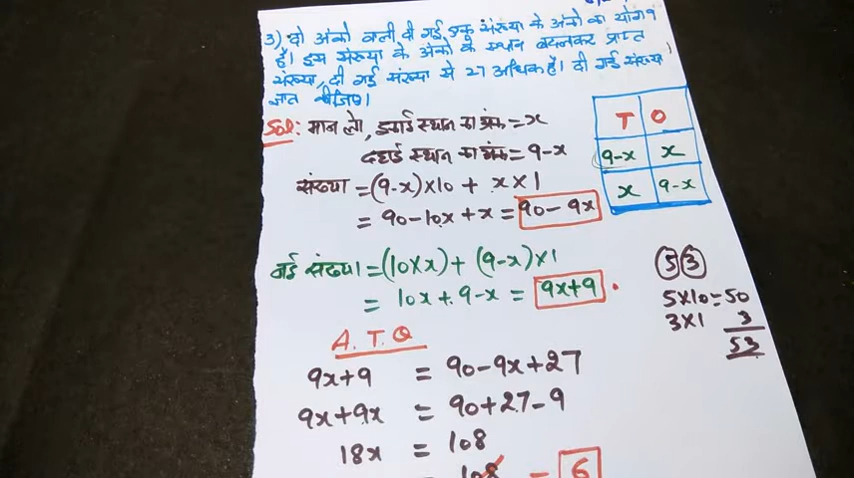 3) दो अंको वाली दी गई एक संख्या के अंको का योग 9
है। इस संख्या के अंको के स्थान बदलकर प्राप्त
संख्या, दी गई संख्या से 27 अधिक है। दी गई संख्या
ज्ञात कीजिए।
Sol: मान लो, इकाई स्थान का अंक = x
दहाई स्थान का अंक = 9-x
संख्या = (9-x)×10 + x×1
= 90-10x+x = 90-9x
T O
9-x x
x 9-x
नई संख्या = (10×x)+(9-x)×1
= 10x+9-x = 9x+9
5 3
5×10=50
3×1 3
53
A.T.Q
9x+9 = 90-9x+27
9x+9x = 90+27-9
18x = 108
= 108 = 6